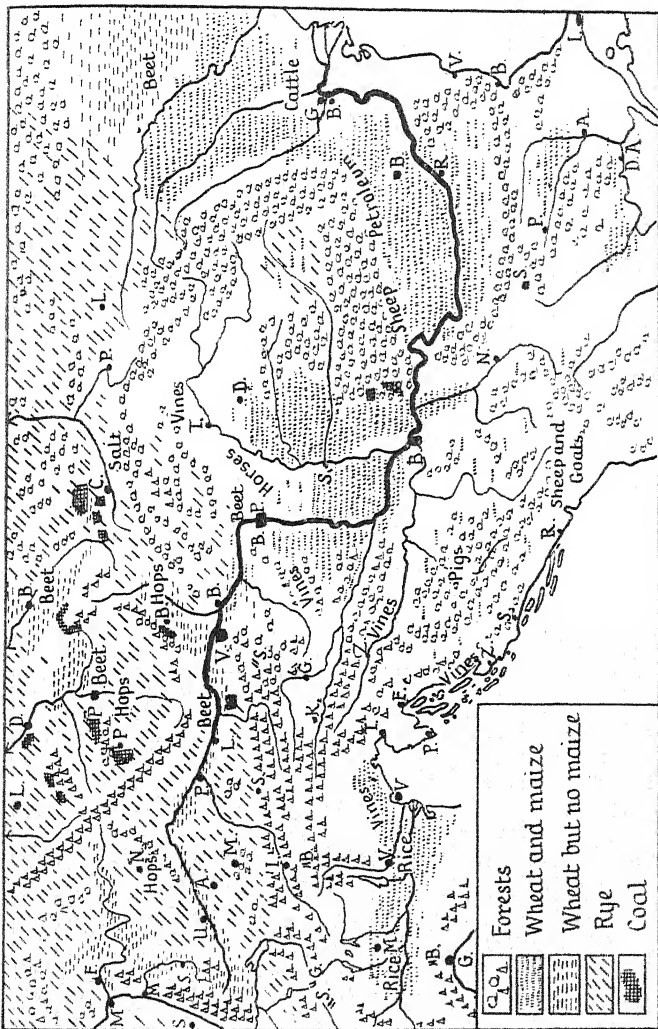 L.
D.
B.
Beet
P.
Beet
P.
P.
Hops
Beet
C.
Salt
P.
L.
Beet
F.
M.
N.
Hops
B.
Hops
S.
U.
A.
M.
P.
L.
Beet
V.
B.
Beet
B.
P.
Horses
T.
Vines
D.
Cattle
G.
B.
I.
B.
S.
K.
G.
S.
Vines
S.
Petroleum
Sheep
B.
R.
S.
G.
V.
Rice
M.
Rice
Vines
V.
T.
F.
P.
Z.
Vines
B.
Pigs
N.
V.
B.
B.
G.
Vines
Z.
S.
R.
Sheep and
Goats
S.
P.
A.
D.A.
I.
Forests
Wheat and maize
Wheat but no maize
Rye
Coal